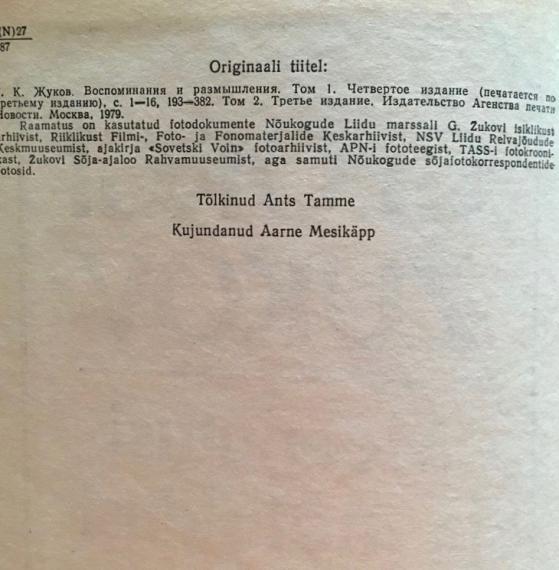 (N)27
87
Originaali tiitel:
. К. Жуков. Воспоминания и размышления. Том 1. Четвертое издание (печатается по
ретьему изданию), с. 1—16, 193—382. Том 2. Третье издание. Издательство Агенства печати
Новости. Москва, 1979.
Raamatus on kasutatud fotodokumente Nõukogude Liidu marssali G. Žukovi isiklikust
arhiivist, Riiklikust Filmi-, Foto- ja Fonomaterjalide Keskarhiivist, NSV Liidu Relvajõudude
Keskmuuseumist, ajakirja «Sovetski Voin» fotoarhiivist, APN-i fototeegist, TASS-i fotokrooni-
kast, Žukovi Sõja-ajaloo Rahvamuuseumist, aga samuti Nõukogude sõjafotokorrespondentide
otosid.
Tõlkinud Ants Tamme
Kujundanud Aarne Mesikäpp